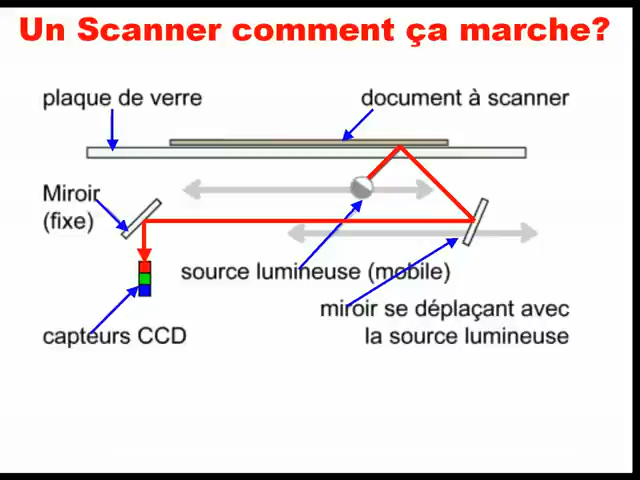 Un Scanner comment ça marche?
plaque de verre
document à scanner
Miroir
(fixe)
source lumineuse (mobile)
miroir se déplaçant avec
la source lumineuse
capteurs CCD